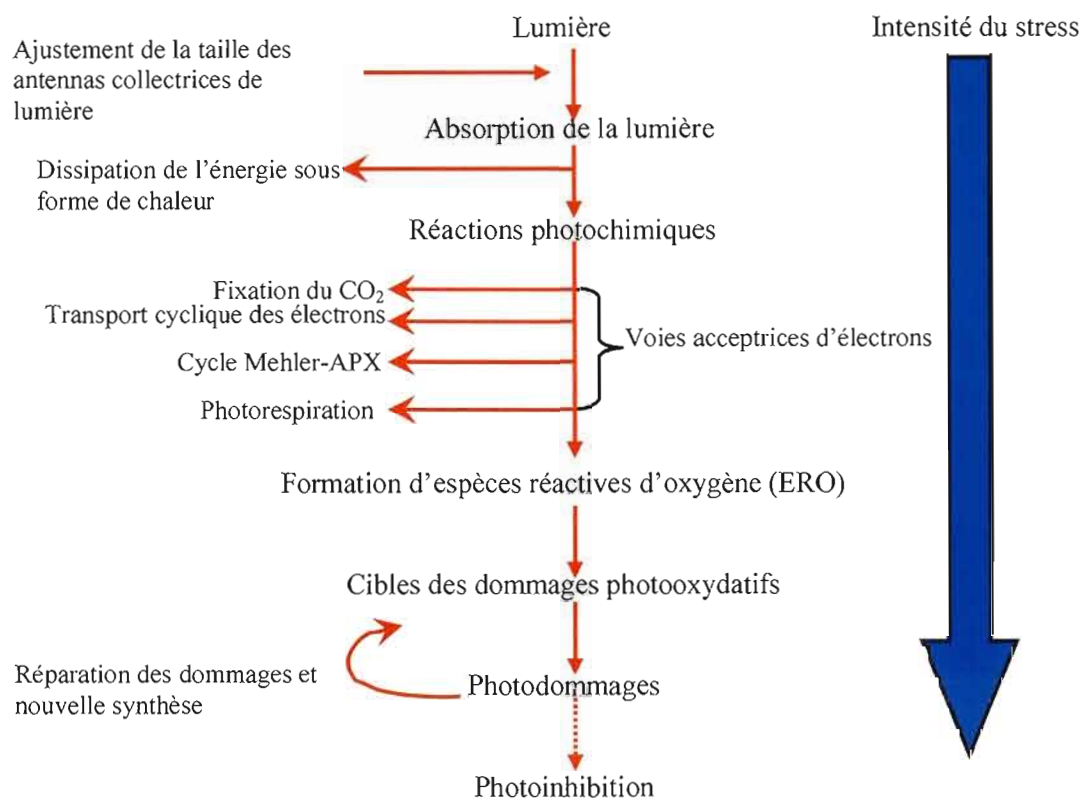 Lumière
Intensité du stress
Ajustement de la taille des
antennas collectrices de
lumière
Absorption de la lumière
Dissipation de l'énergie sous
forme de chaleur
Réactions photochimiques
Fixation du CO₂
Transport cyclique des électrons
Voies acceptrices d'électrons
Cycle Mehler-APX
Photorespiration
Formation d'espèces réactives d'oxygène (ERO)
Cibles des dommages photooxydatifs
Réparation des dommages et
nouvelle synthèse
Photodommages
Photoinhibition